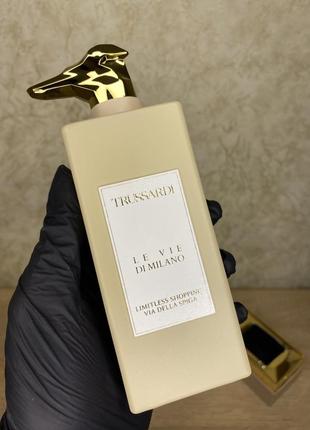 TRUSSARDI
LE VIE
DI MILANO
LIMITLESS SHOPPING
VIA DELLA SPIGA